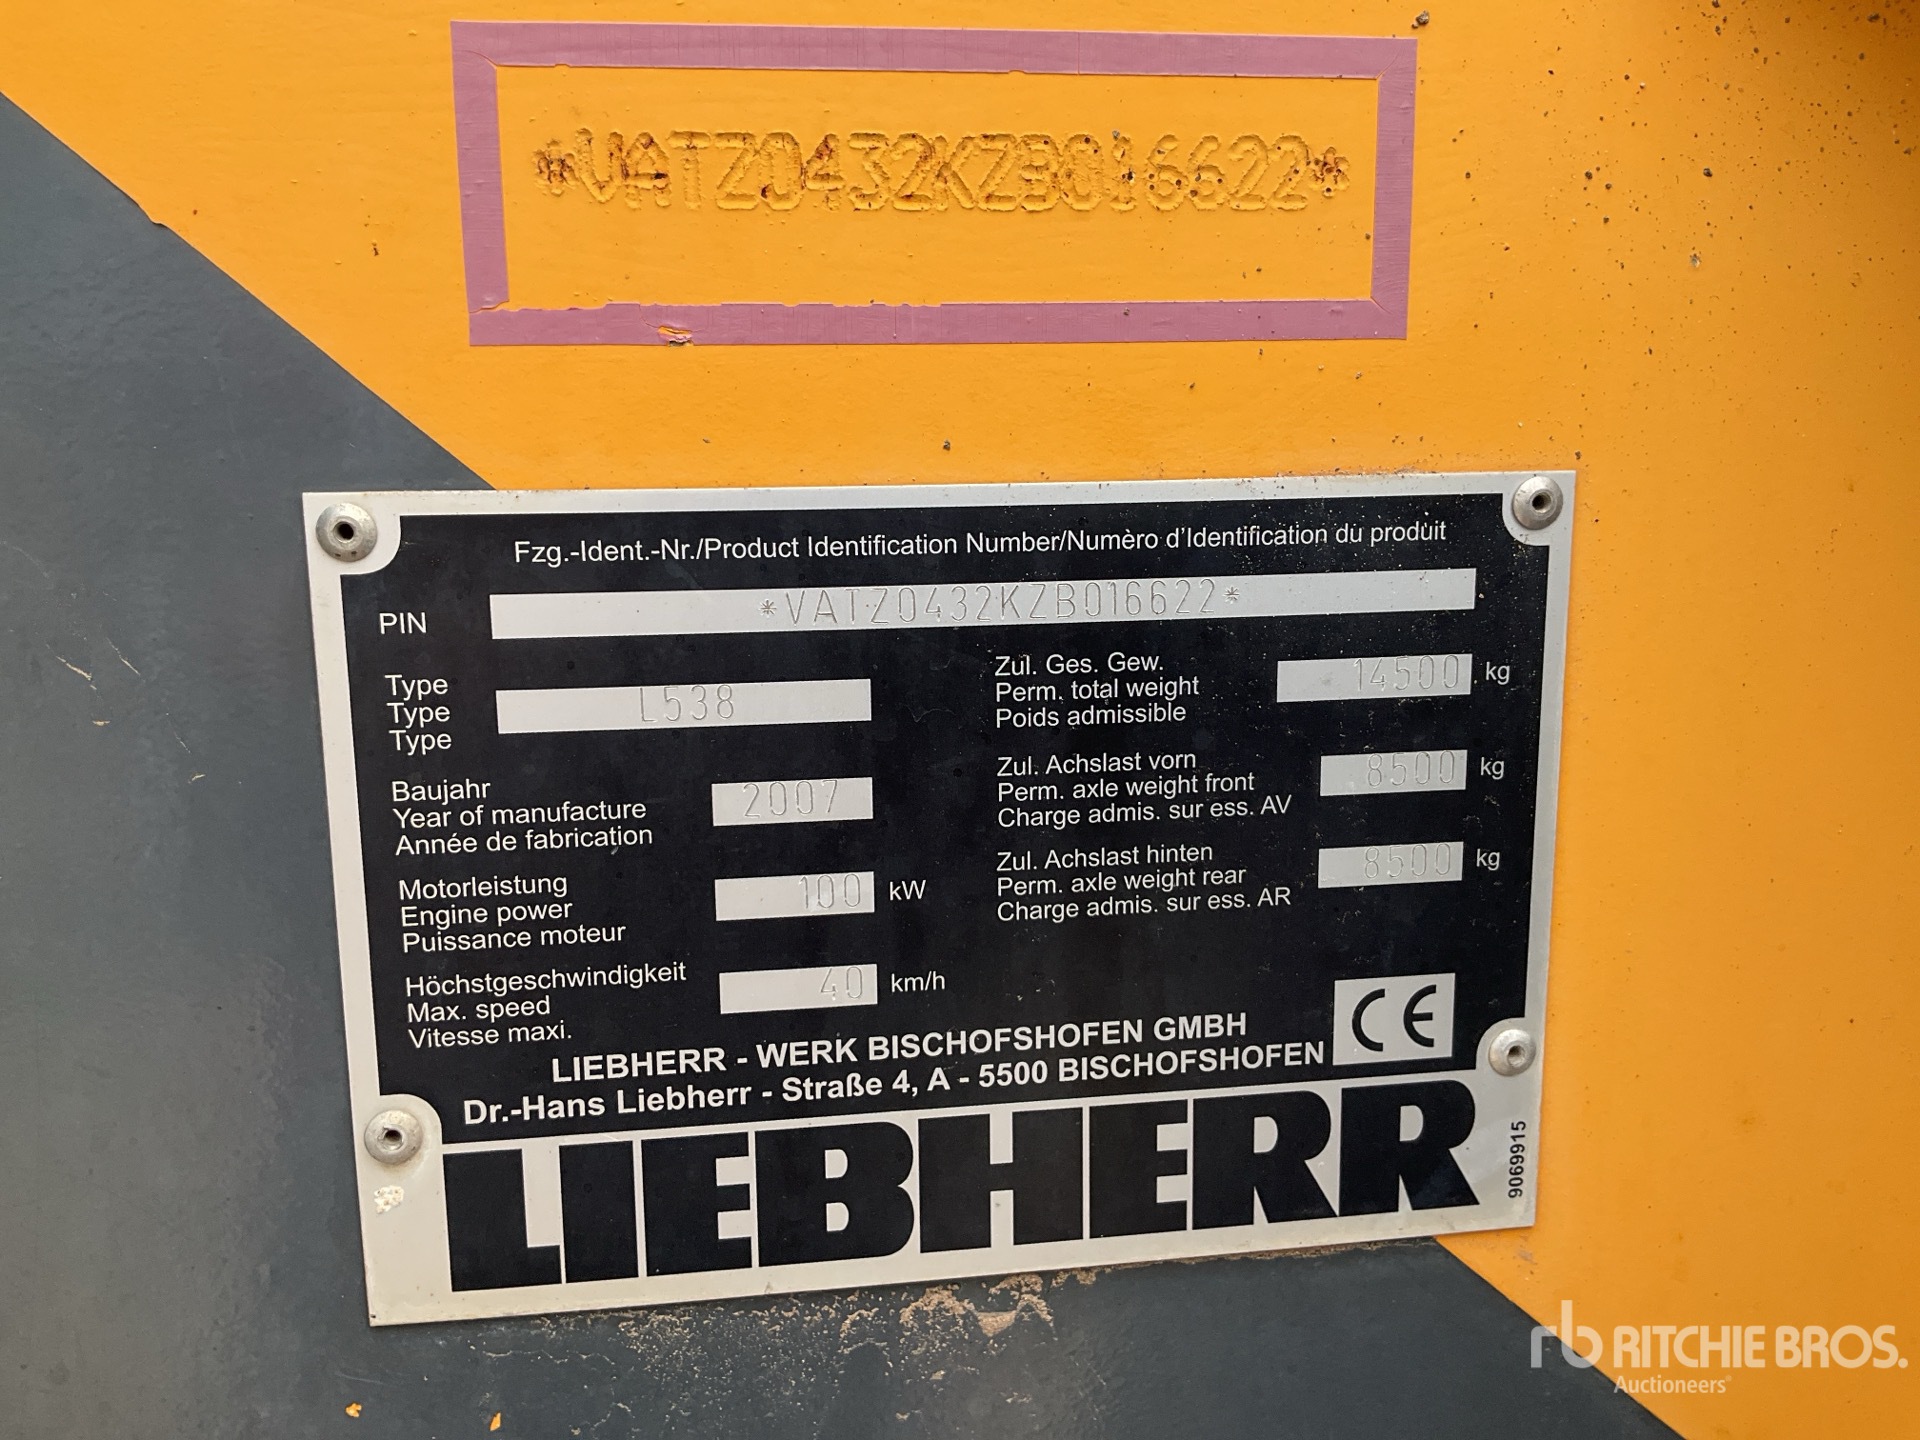 *VATZ0432KZB016622*
Fzg.-Ident.-Nr./Product Identification Number/Numèro d'Identification du produit
PIN *VATZ0432KZB016622*
Type
Type L538
Type
Baujahr
Year of manufacture 2007
Année de fabrication
Motorleistung
Engine power 100 kW
Puissance moteur
Höchstgeschwindigkeit
Max. speed 40 km/h
Vitesse maxi.
Zul. Ges. Gew.
Perm. total weight 14500 kg
Poids admissible
Zul. Achslast vorn
Perm. axle weight front 8500 kg
Charge admis. sur ess. AV
Zul. Achslast hinten
Perm. axle weight rear 8500 kg
Charge admis. sur ess. AR
CE
LIEBHERR - WERK BISCHOFSHOFEN GMBH
Dr.-Hans Liebherr - Straße 4, A - 5500 BISCHOFSHOFEN
LIEBHERR
9069915
rb RITCHIE BROS.
Auctioneers